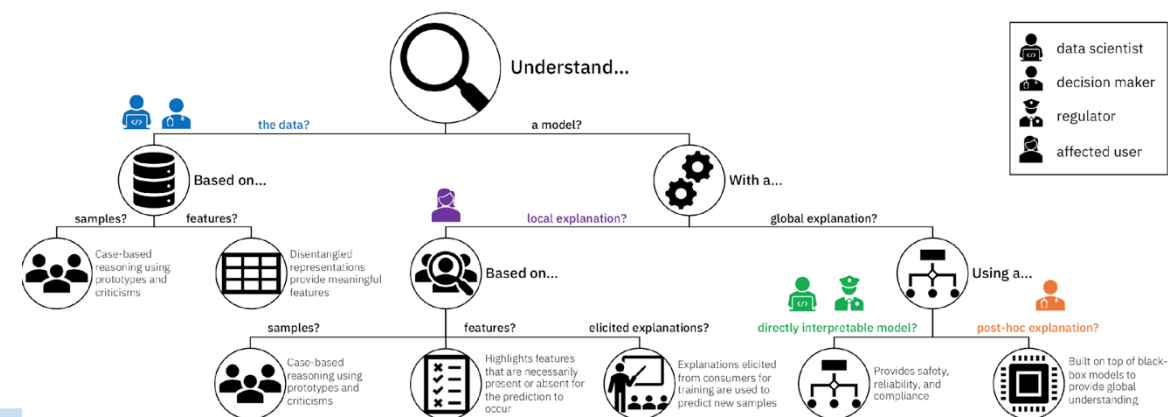 Understand...
data scientist
decision maker
regulator
affected user
the data?
a model?
Based on...
With a...
samples?
features?
local explanation?
global explanation?
Case-based
reasoning using
prototypes and
criticisms
Disentangled
representations
provide meaningful
features
Based on...
Using a...
samples?
features?
elicited explanations?
directly interpretable model?
post-hoc explanation?
Case-based
reasoning using
prototypes and
criticisms
Highlights features
that are necessarily
present or absent for
the prediction to
occur
Explanations elicited
from consumers for
training are used to
predict new samples
Provides safety,
reliability, and
compliance
Built on top of black-
box models to
provide global
understanding